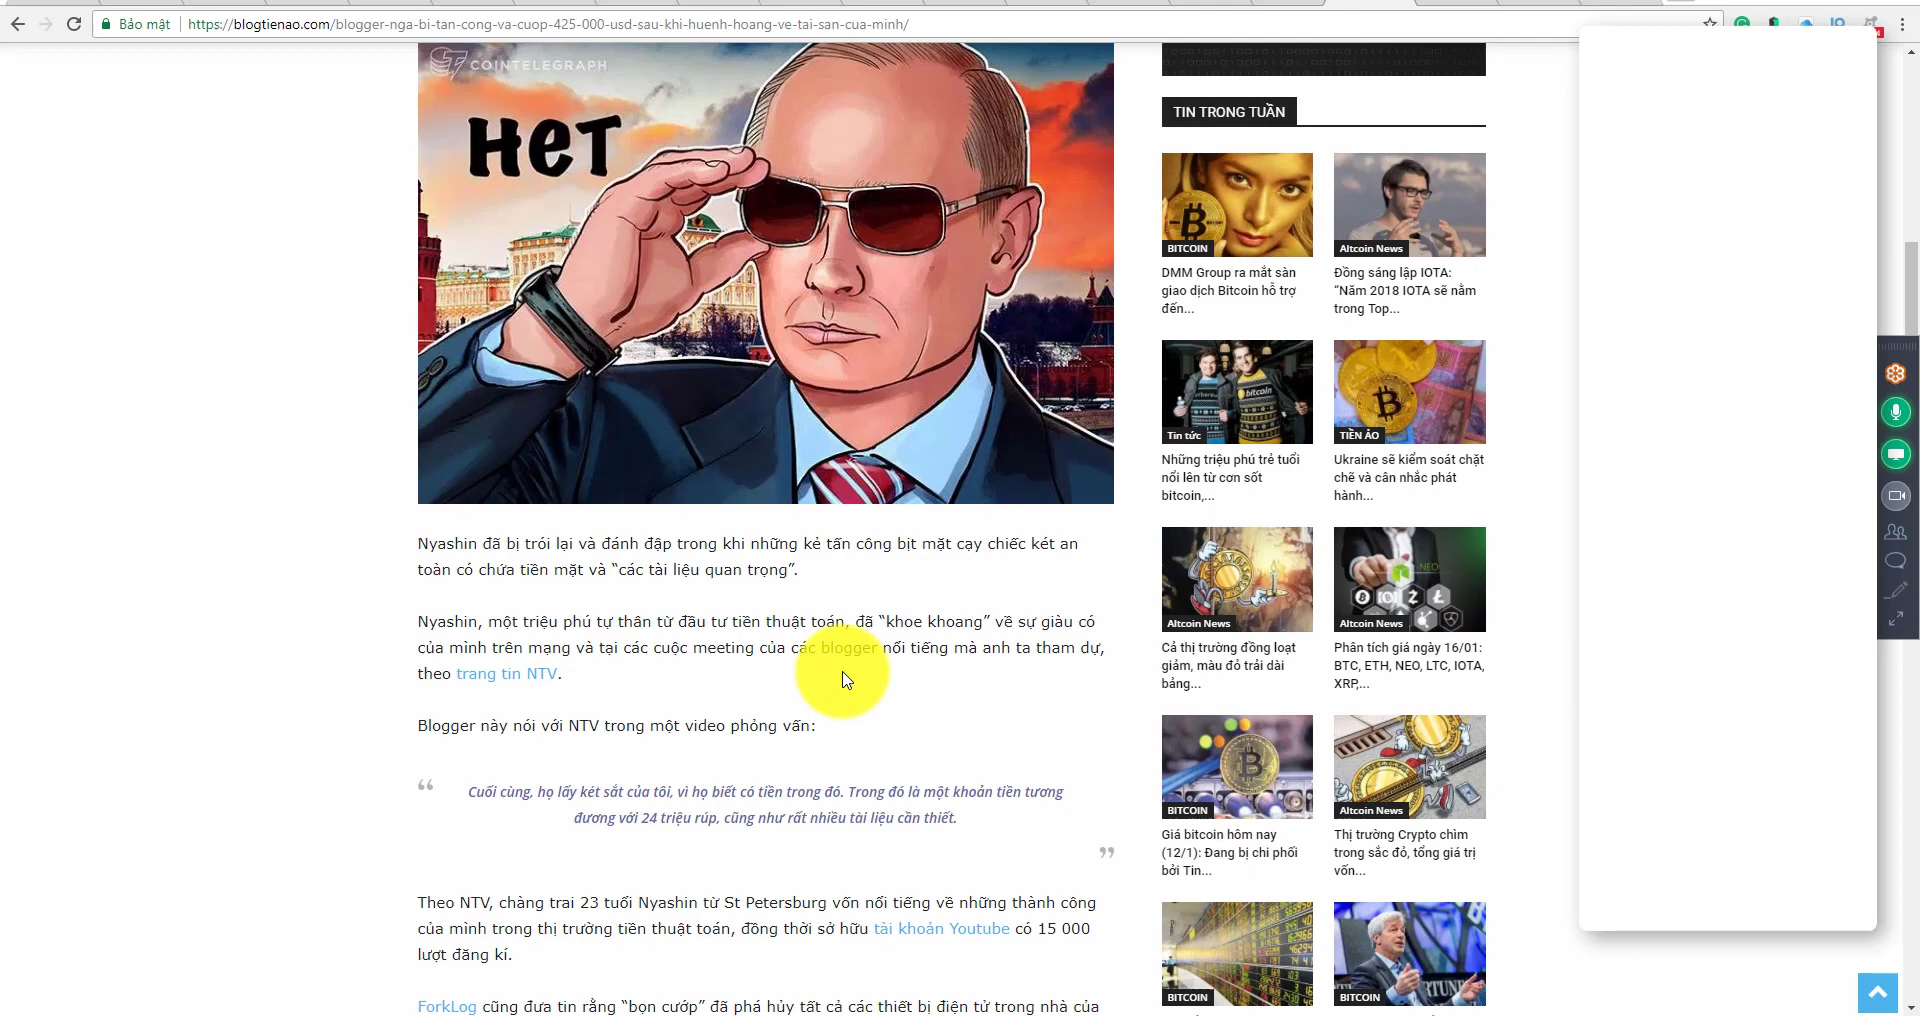 Bảo mật
https://blogtienao.com/blogger-nga-bi-tan-cong-va-cuop-425-000-usd-sau-khi-huenh-hoang-ve-tai-san-cua-minh/
COINTELEGRAPH
НЕТ
Nyashin đã bị trói lại và đánh đập trong khi những kẻ tấn công bịt mặt cạy chiếc két an
toàn có chứa tiền mặt và “các tài liệu quan trọng”.
Nyashin, một triệu phú tự thân từ đầu tư tiền thuật toán, đã “khoe khoang” về sự giàu có
của mình trên mạng và tại các cuộc meeting của các blogger nổi tiếng mà anh ta tham dự,
theo trang tin NTV.
Blogger này nói với NTV trong một video phỏng vấn:
“
Cuối cùng, họ lấy két sắt của tôi, vì họ biết có tiền trong đó. Trong đó là một khoản tiền tương
đương với 24 triệu rúp, cũng như rất nhiều tài liệu cần thiết.
”
Theo NTV, chàng trai 23 tuổi Nyashin từ St Petersburg vốn nổi tiếng về những thành công
của mình trong thị trường tiền thuật toán, đồng thời sở hữu tài khoản Youtube có 15 000
lượt đăng kí.
ForkLog cũng đưa tin rằng “bọn cướp” đã phá hủy tất cả các thiết bị điện tử trong nhà của
TIN TRONG TUẦN
BITCOIN
DMM Group ra mắt sàn
giao dịch Bitcoin hỗ trợ
đến...
Altcoin News
Đồng sáng lập IOTA:
“Năm 2018 IOTA sẽ nằm
trong Top...
bitcoin
Tin tức
Những triệu phú trẻ tuổi
nổi lên từ cơn sốt
bitcoin,...
TIỀN ẢO
Ukraine sẽ kiểm soát chặt
chẽ và cân nhắc phát
hành...
Altcoin News
Cả thị trường đồng loạt
giảm, màu đỏ trải dài
bảng...
NEO
Altcoin News
Phân tích giá ngày 16/01:
BTC, ETH, NEO, LTC, IOTA,
XRP,...
BITCOIN
Giá bitcoin hôm nay
(12/1): Đang bị chi phối
bởi Tin...
Altcoin News
Thị trường Crypto chìm
trong sắc đỏ, tổng giá trị
vốn...
BITCOIN
BITCOIN